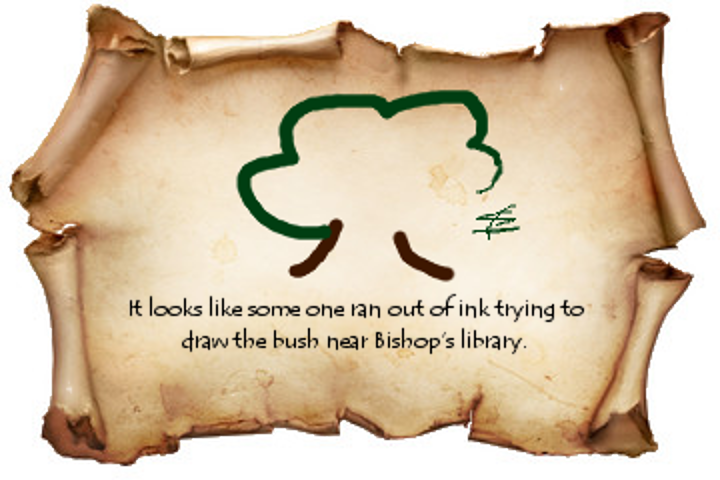 It looks like some one ran out of ink trying to
draw the bush near Bishop's library.